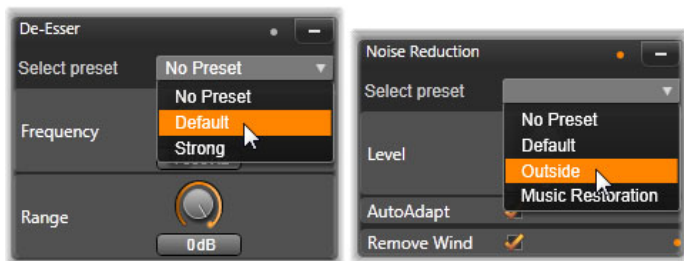 De-Esser
Select preset No Preset
No Preset
Default
Strong
Frequency
Range
0dB
Noise Reduction
Select preset
No Preset
Default
Outside
Music Restoration
Level
AutoAdapt
Remove Wind